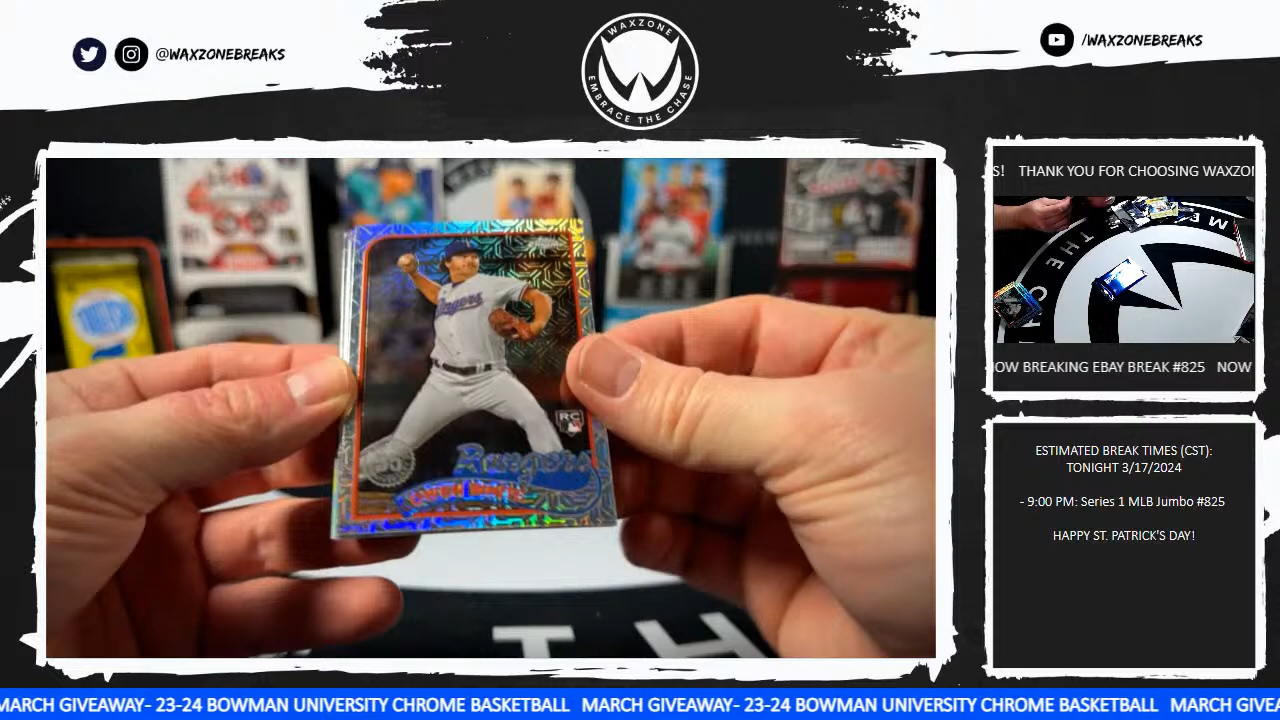 @WAXZONEBREAKS
WAXZONE
EMBRACE THE CHASE
/WAXZONEBREAKS
S! THANK YOU FOR CHOOSING WAXZO
OW BREAKING EBAY BREAK #825 NOW
Rangers
RC
Rangers
T H
ESTIMATED BREAK TIMES (CST):
TONIGHT 3/17/2024
- 9:00 PM: Series 1 MLB Jumbo #825
HAPPY ST. PATRICK'S DAY!
MARCH GIVEAWAY- 23-24 BOWMAN UNIVERSITY CHROME BASKETBALL MARCH GIVEAWAY- 23-24 BOWMAN UNIVERSITY CHROME BASKETBALL MARCH GIVEA